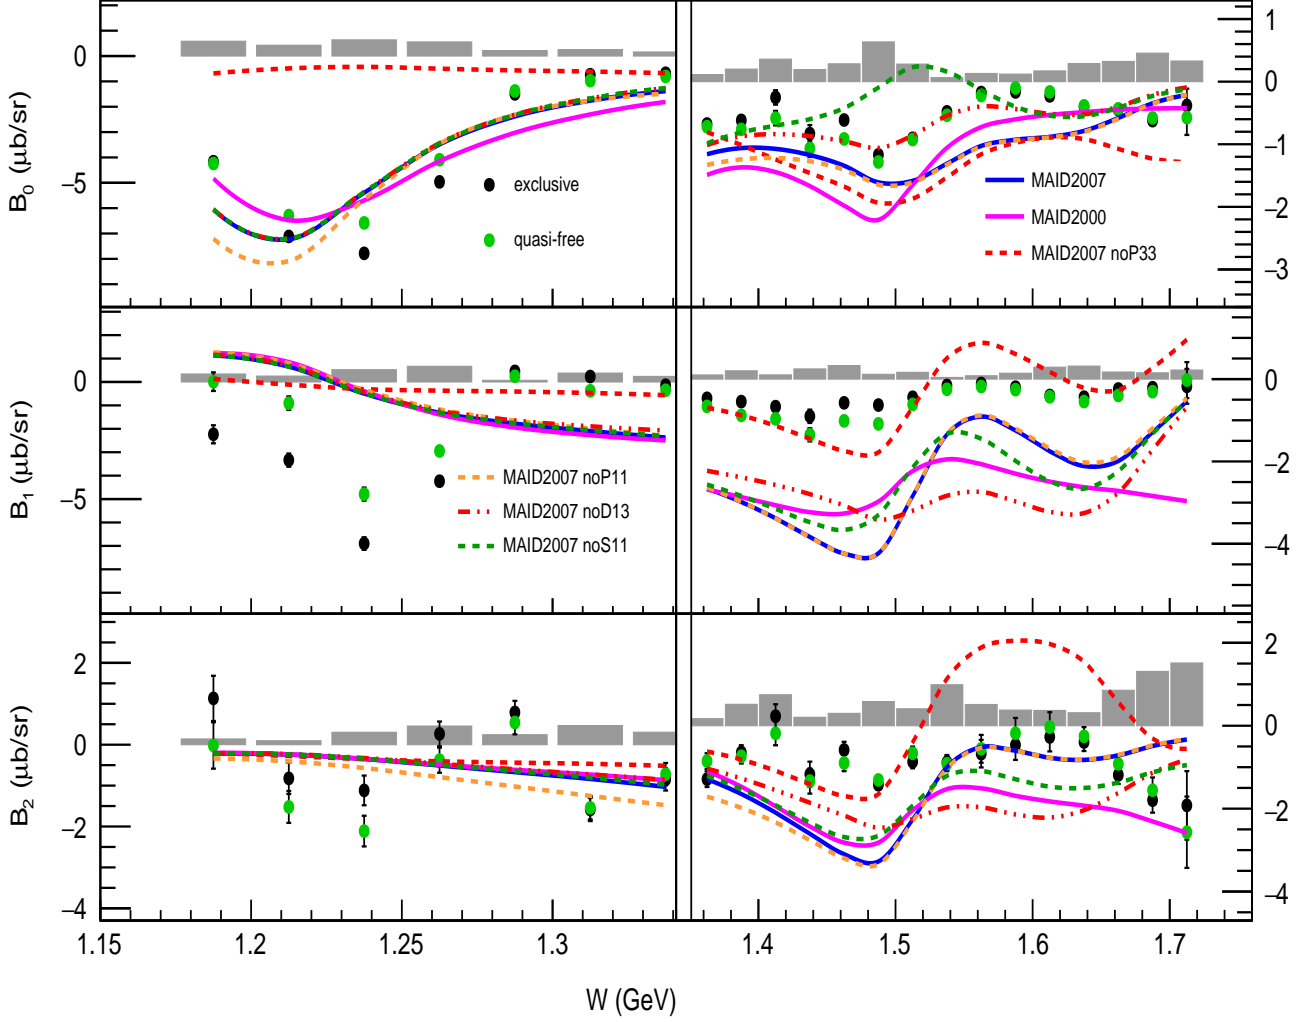 B0 (μb/sr)
0
−5
exclusive
quasi-free
1
0
−1
−2
−3
MAID2007
MAID2000
MAID2007 noP33
B1 (μb/sr)
0
−5
MAID2007 noP11
MAID2007 noD13
MAID2007 noS11
0
−2
−4
B2 (μb/sr)
2
0
−2
−4
2
0
−2
−4
1.15 1.2 1.25 1.3 1.4 1.5 1.6 1.7
W (GeV)